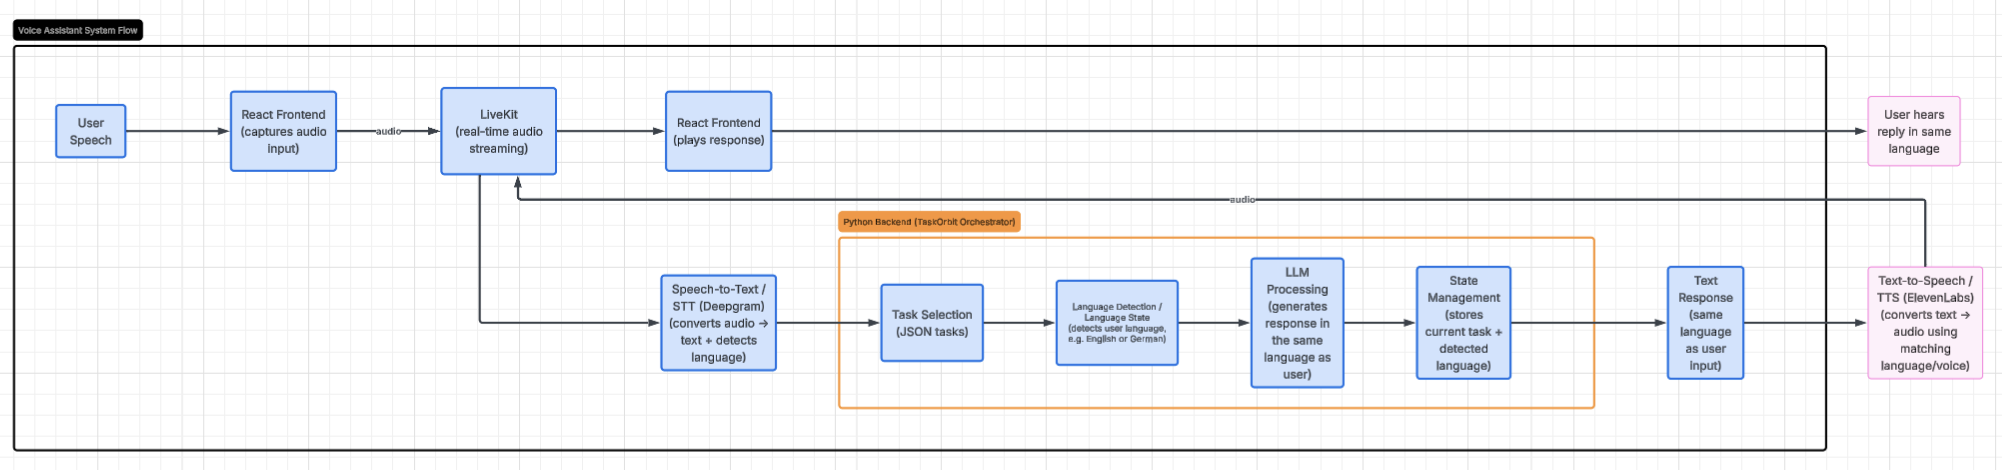 Voice Assistant System Flow
User
Speech
React Frontend
(captures audio
input)
audio
LiveKit
(real-time audio
streaming)
React Frontend
(plays response)
User hears
reply in same
language
audio
Python Backend (TaskOrbit Orchestrator)
Speech-to-Text /
STT (Deepgram)
(converts audio →
text + detects
language)
Task Selection
(JSON tasks)
Language Detection /
Language State
(detects user language,
e.g. English or German)
LLM
Processing
(generates
response in
the same
language as
user)
State
Management
(stores
current task +
detected
language)
Text
Response
(same
language
as user
input)
Text-to-Speech /
TTS (ElevenLabs)
(converts text →
audio using
matching
language/voice)